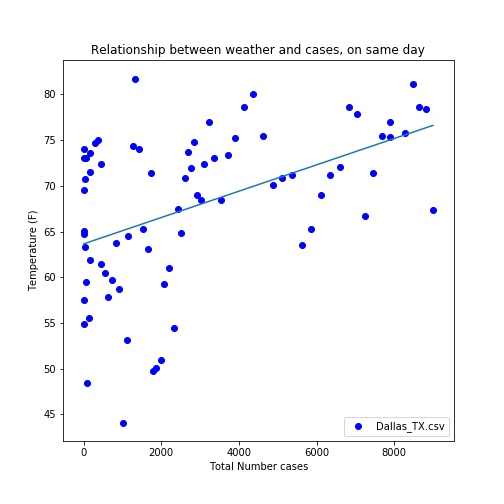 Relationship between weather and cases, on same day
80
75
70
65
60
55
50
45
Temperature (F)
Dallas_TX.csv
0 2000 4000 6000 8000
Total Number cases